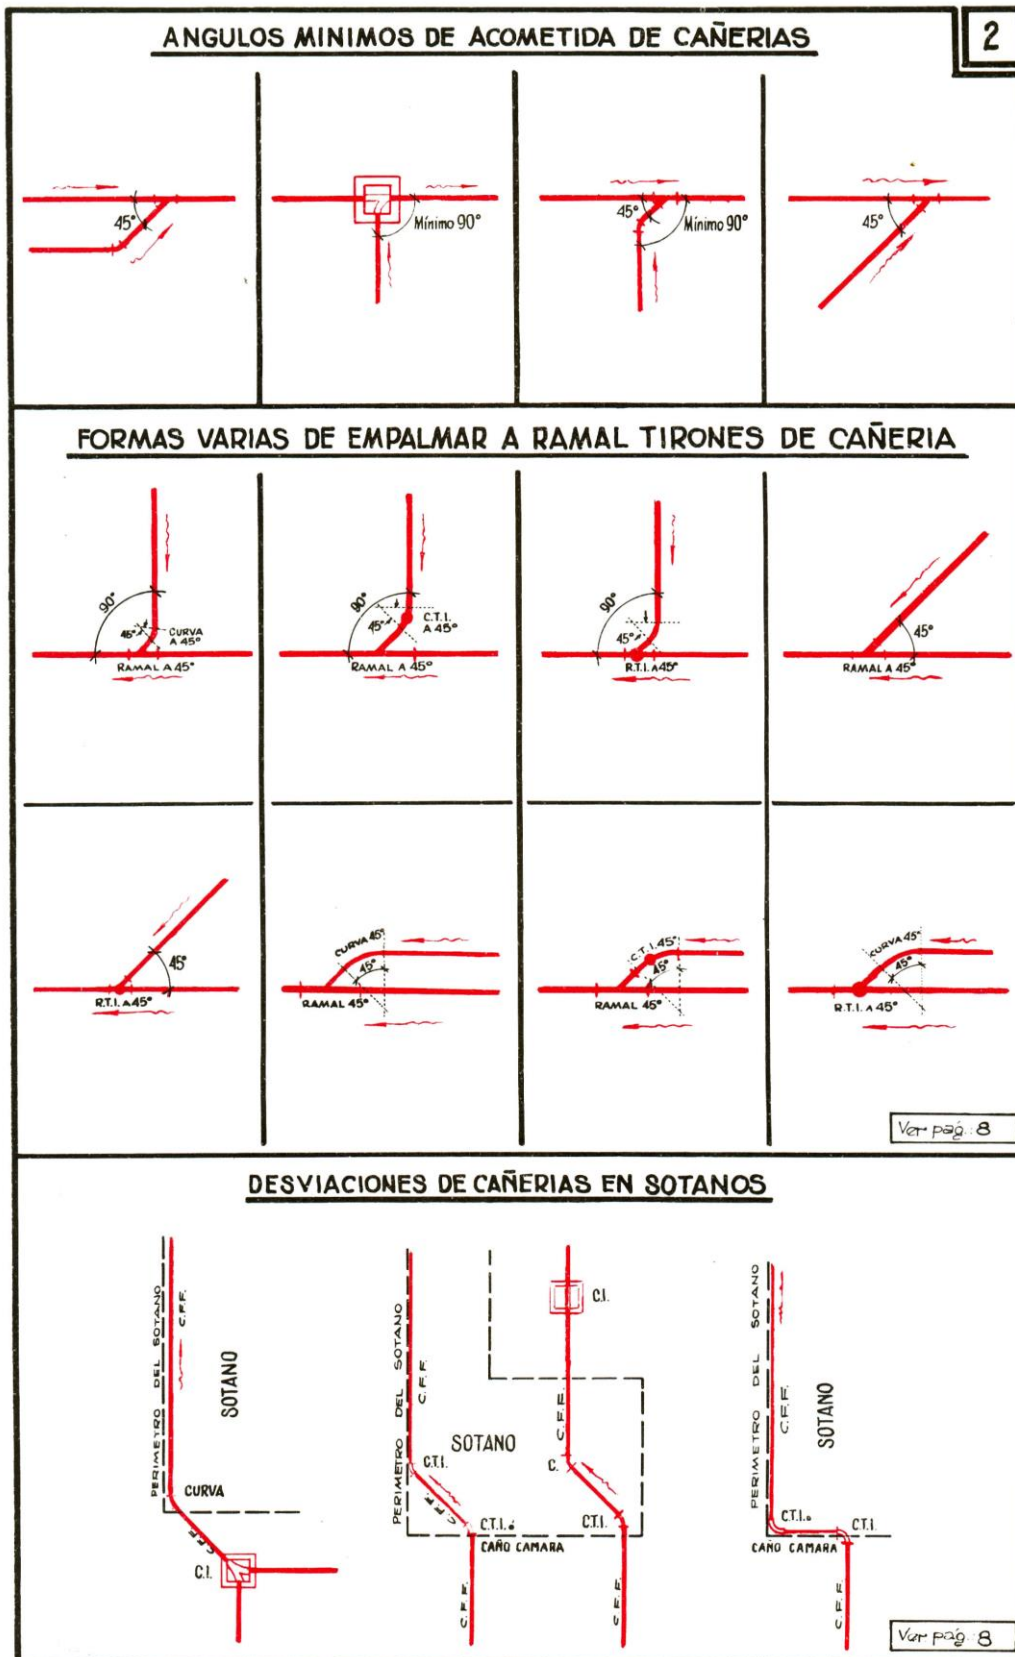 ANGULOS MINIMOS DE ACOMETIDA DE CAÑERIAS
2
45°
Mínimo 90°
45°
Mínimo 90°
45°
FORMAS VARIAS DE EMPALMAR A RAMAL TIRONES DE CAÑERIA
90°
45°
CURVA
A 45°
RAMAL A 45°
90°
45°
C.T.I.
A 45°
RAMAL A 45°
90°
45°
R.T.I. A 45°
45°
RAMAL A 45°
45°
R.T.I. A 45°
CURVA 45°
45°
RAMAL 45°
C.T.I. 45°
45°
RAMAL 45°
CURVA 45°
45°
R.T.I. A 45°
Ver pág. 8
DESVIACIONES DE CAÑERIAS EN SOTANOS
PERIMETRO DEL SOTANO
C.F.F.
SOTANO
CURVA
C.F.F.
C.I.
PERIMETRO DEL SOTANO
C.F.F.
SOTANO
C.T.I.
C.F.F.
C.T.I. ó
CAÑO CAMARA
C.F.F.
C.I.
C.F.F.
C.
C.T.I.
C.F.F.
PERIMETRO DEL SOTANO
C.F.F.
SOTANO
C.T.I. ó
CAÑO CAMARA
C.T.I.
C.F.F.
Ver pág. 8